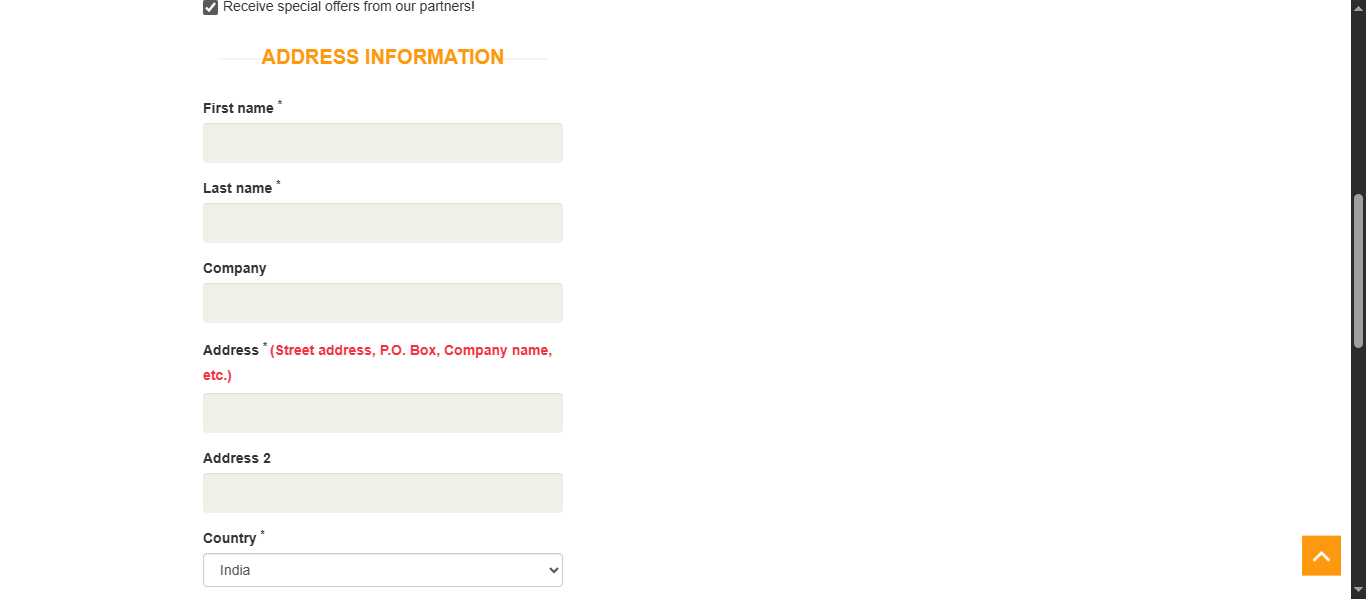 Receive special offers from our partners!
ADDRESS INFORMATION
First name *
Last name *
Company
Address * (Street address, P.O. Box, Company name,
etc.)
Address 2
Country *
India